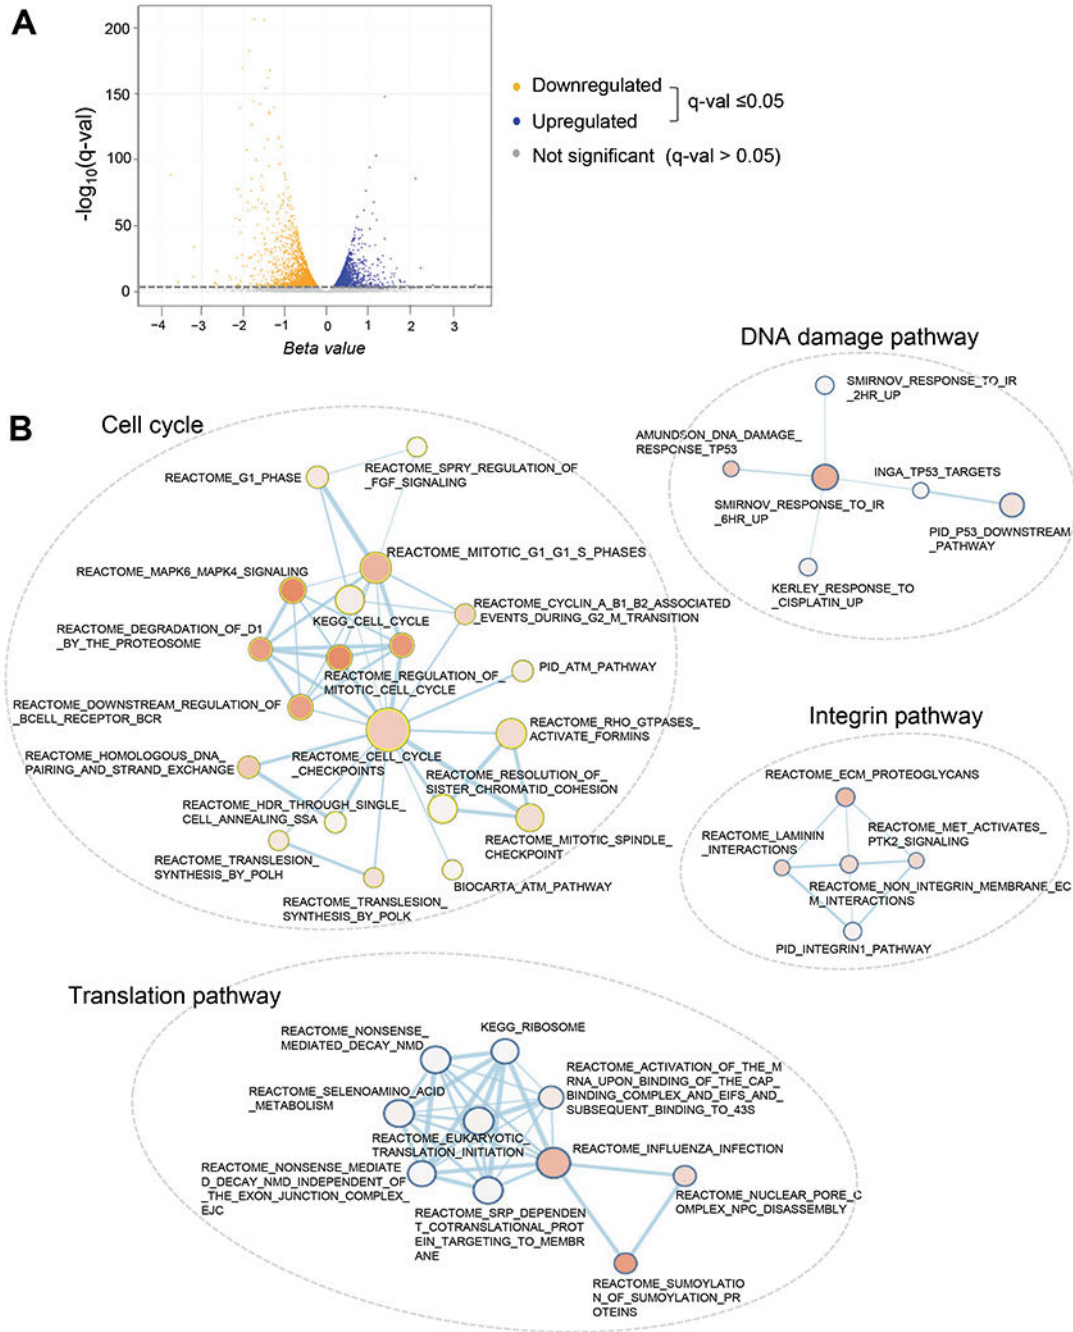 A
200
150
100
50
0
-log10(q-val)
−4 −3 −2 −1 0 1 2 3
Beta value
Downregulated
Upregulated
q-val ≤0.05
Not significant (q-val > 0.05)
B
Cell cycle
REACTOME_G1_PHASE
REACTOME_SPRY_REGULATION_OF
_FGF_SIGNALING
REACTOME_MITOTIC_G1_G1_S_PHASES
REACTOME_MAPK6_MAPK4_SIGNALING
KEGG_CELL_CYCLE
REACTOME_CYCLIN_A_B1_B2_ASSOCIATED
_EVENTS_DURING_G2_M_TRANSITION
REACTOME_DEGRADATION_OF_D1
_BY_THE_PROTEOSOME
REACTOME_REGULATION_OF_
MITOTIC_CELL_CYCLE
PID_ATM_PATHWAY
REACTOME_DOWNSTREAM_REGULATION_OF
_BCELL_RECEPTOR_BCR
REACTOME_RHO_GTPASES_
ACTIVATE_FORMINS
REACTOME_HOMOLOGOUS_DNA_
PAIRING_AND_STRAND_EXCHANGE
REACTOME_CELL_CYCLE
_CHECKPOINTS
REACTOME_RESOLUTION_OF_
SISTER_CHROMATID_COHESION
REACTOME_HDR_THROUGH_SINGLE_
CELL_ANNEALING_SSA
REACTOME_MITOTIC_SPINDLE_
CHECKPOINT
REACTOME_TRANSLESION_
SYNTHESIS_BY_POLH
BIOCARTA_ATM_PATHWAY
REACTOME_TRANSLESION_
SYNTHESIS_BY_POLK
DNA damage pathway
SMIRNOV_RESPONSE_TO_IR
_2HR_UP
AMUNDSON_DNA_DAMAGE_
RESPONSE_TP53
INGA_TP53_TARGETS
SMIRNOV_RESPONSE_TO_IR
_6HR_UP
PID_P53_DOWNSTREAM
_PATHWAY
KERLEY_RESPONSE_TO
_CISPLATIN_UP
Integrin pathway
REACTOME_ECM_PROTEOGLYCANS
REACTOME_LAMININ
_INTERACTIONS
REACTOME_MET_ACTIVATES_
PTK2_SIGNALING
REACTOME_NON_INTEGRIN_MEMBRANE_EC
M_INTERACTIONS
PID_INTEGRIN1_PATHWAY
Translation pathway
REACTOME_NONSENSE_
MEDIATED_DECAY_NMD
KEGG_RIBOSOME
REACTOME_ACTIVATION_OF_THE_M
RNA_UPON_BINDING_OF_THE_CAP_
BINDING_COMPLEX_AND_EIFS_AND_
SUBSEQUENT_BINDING_TO_43S
REACTOME_SELENOAMINO_ACID
_METABOLISM
REACTOME_EUKARYOTIC_
TRANSLATION_INITIATION
REACTOME_INFLUENZA_INFECTION
REACTOME_NONSENSE_MEDIATE
D_DECAY_NMD_INDEPENDENT_OF
_THE_EXON_JUNCTION_COMPLEX_
EJC
REACTOME_NUCLEAR_PORE_C
OMPLEX_NPC_DISASSEMBLY
REACTOME_SRP_DEPENDEN
T_COTRANSLATIONAL_PROT
EIN_TARGETING_TO_MEMBR
ANE
REACTOME_SUMOYLATIO
N_OF_SUMOYLATION_PR
OTEINS